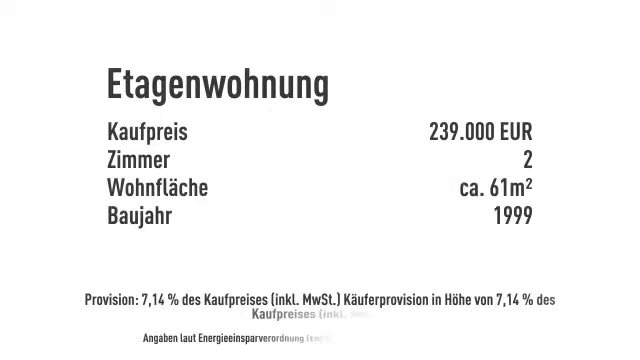 Etagenwohnung
Kaufpreis 239.000 EUR
Zimmer 2
Wohnfläche ca. 61m²
Baujahr 1999
Provision: 7,14 % des Kaufpreises (inkl. MwSt.) Käuferprovision in Höhe von 7,14 % des
Kaufpreises (inkl.
Angaben laut Energieeinsparverordnung